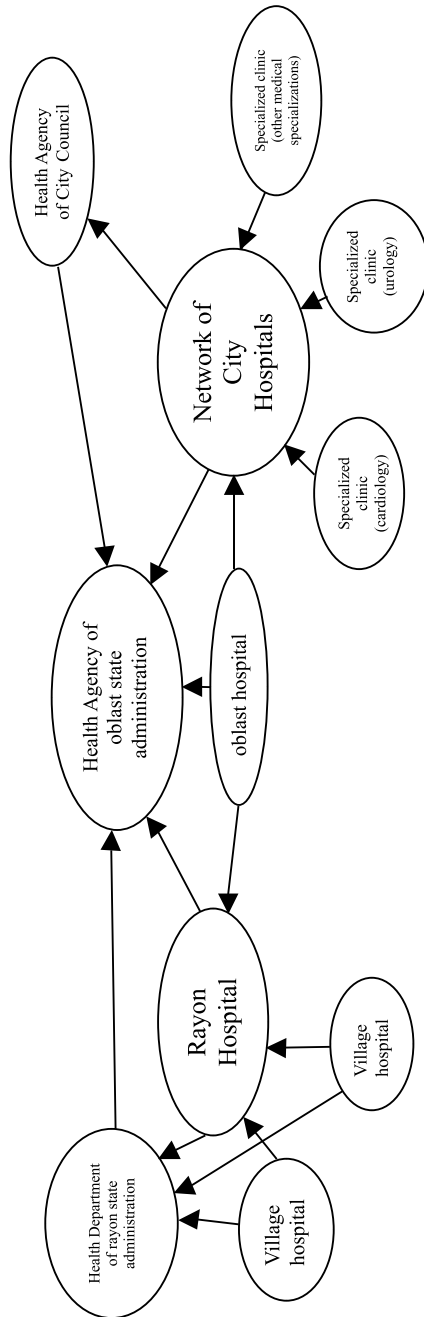 Health Department
of rayon state
administration
Health Agency of
oblast state
administration
Health Agency
of City Council
Rayon
Hospital
oblast hospital
Network of
City
Hospitals
Village
hospital
Village
hospital
Specialized
clinic
(cardiology)
Specialized
clinic
(urology)
Specialized clinic
(other medical
specializations)